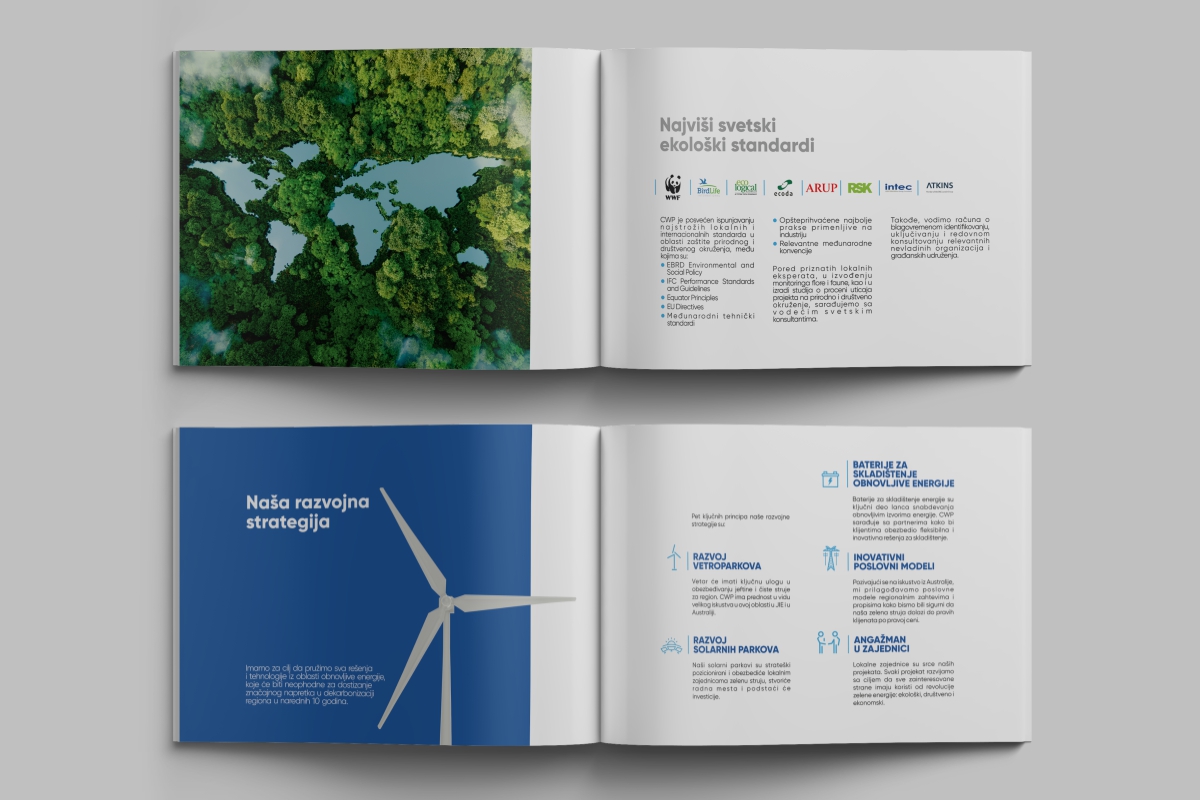 Najviši svetski
ekološki standardi
WWF
BirdLife
eco
logical
ecoda
ARUP
RSK
intec
ATKINS
CWP je posvećen ispunjavanju
najstrožih lokalnih i
internacionalnih standarda u
oblasti zaštite prirodnog i
društvenog okruženja, među
kojima su:
EBRD Environmental and
Social Policy
IFC Performance Standards
and Guidelines
Equator Principles
EU Directives
Međunarodni tehnički
standardi
Opšteprihvaćene najbolje
prakse primenljive na
industriju
Relevantne međunarodne
konvencije
Pored priznatih lokalnih
eksperata, u izvođenju
monitoringa flore i faune, kao i u
izradi studija o proceni uticaja
projekta na prirodno i društveno
okruženje, sarađujemo sa
vodećim svetskim
konsultantima.
Takođe, vodimo računa o
blagovremenom identifikovanju,
uključivanju i redovnom
konsultovanju relevantnih
nevladinih organizacija i
građanskih udruženja.
Naša razvojna
strategija
Imamo za cilj da pružimo sva rešenja
i tehnologije iz oblasti obnovljive energije,
koje će biti neophodne za dostizanje
značajnog napretka u dekarbonizaciji
regiona u narednih 10 godina.
Pet ključnih principa naše razvojne
strategije su:
RAZVOJ
VETROPARKOVA
Vetar će imati ključnu ulogu u
obezbeđivanju jeftine i čiste struje
za region. CWP ima prednost u vidu
velikog iskustva u ovoj oblasti u JIE i u
Australiji.
RAZVOJ
SOLARNIH PARKOVA
Naši solarni parkovi su strateški
pozicionirani i obezbediće lokalnim
zajednicama zelenu struju, stvoriće
radna mesta i podstaći će
investicije.
BATERIJE ZA
SKLADIŠTENJE
OBNOVLJIVE ENERGIJE
Baterije za skladištenje energije su
ključni deo lanca snabdevanja
obnovljivim izvorima energije. CWP
sarađuje sa partnerima kako bi
klijentima obezbedio fleksibilna i
inovativna rešenja za skladištenje.
INOVATIVNI
POSLOVNI MODELI
Pozivajući se na iskustvo iz Australije,
mi prilagođavamo poslovne
modele regionalnim zahtevima i
propisima kako bismo bili sigurni da
naša zelena struja dolazi do pravih
klijenata po pravoj ceni.
ANGAŽMAN
U ZAJEDNICI
Lokalne zajednice su srce naših
projekata. Svaki projekat razvijamo
sa ciljem da sve zainteresovane
strane imaju koristi od revolucije
zelene energije: ekološki, društveno i
ekonomski.